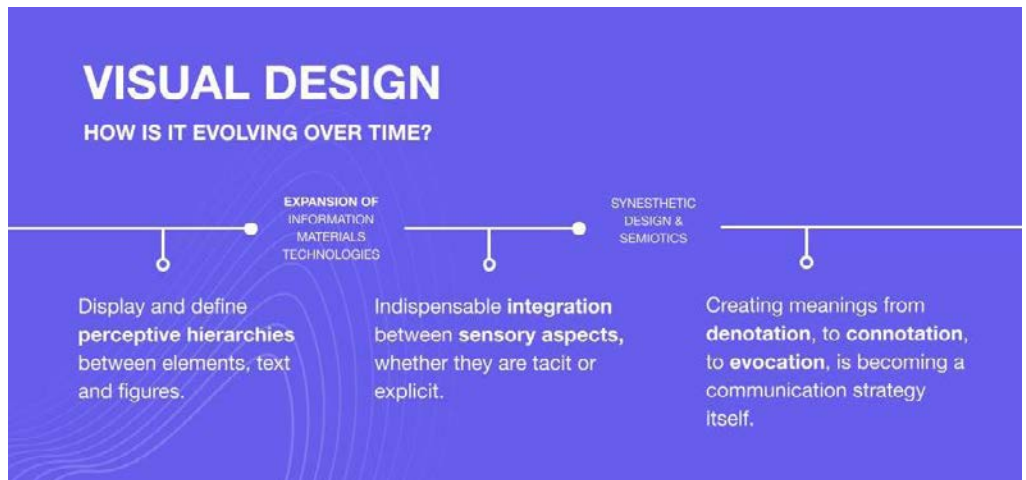 VISUAL DESIGN
HOW IS IT EVOLVING OVER TIME?
EXPANSION OF
INFORMATION
MATERIALS
TECHNOLOGIES
SYNESTHETIC
DESIGN &
SEMIOTICS
Display and define
perceptive hierarchies
between elements, text
and figures.
Indispensable integration
between sensory aspects,
whether they are tacit or
explicit.
Creating meanings from
denotation, to connotation,
to evocation, is becoming a
communication strategy
itself.